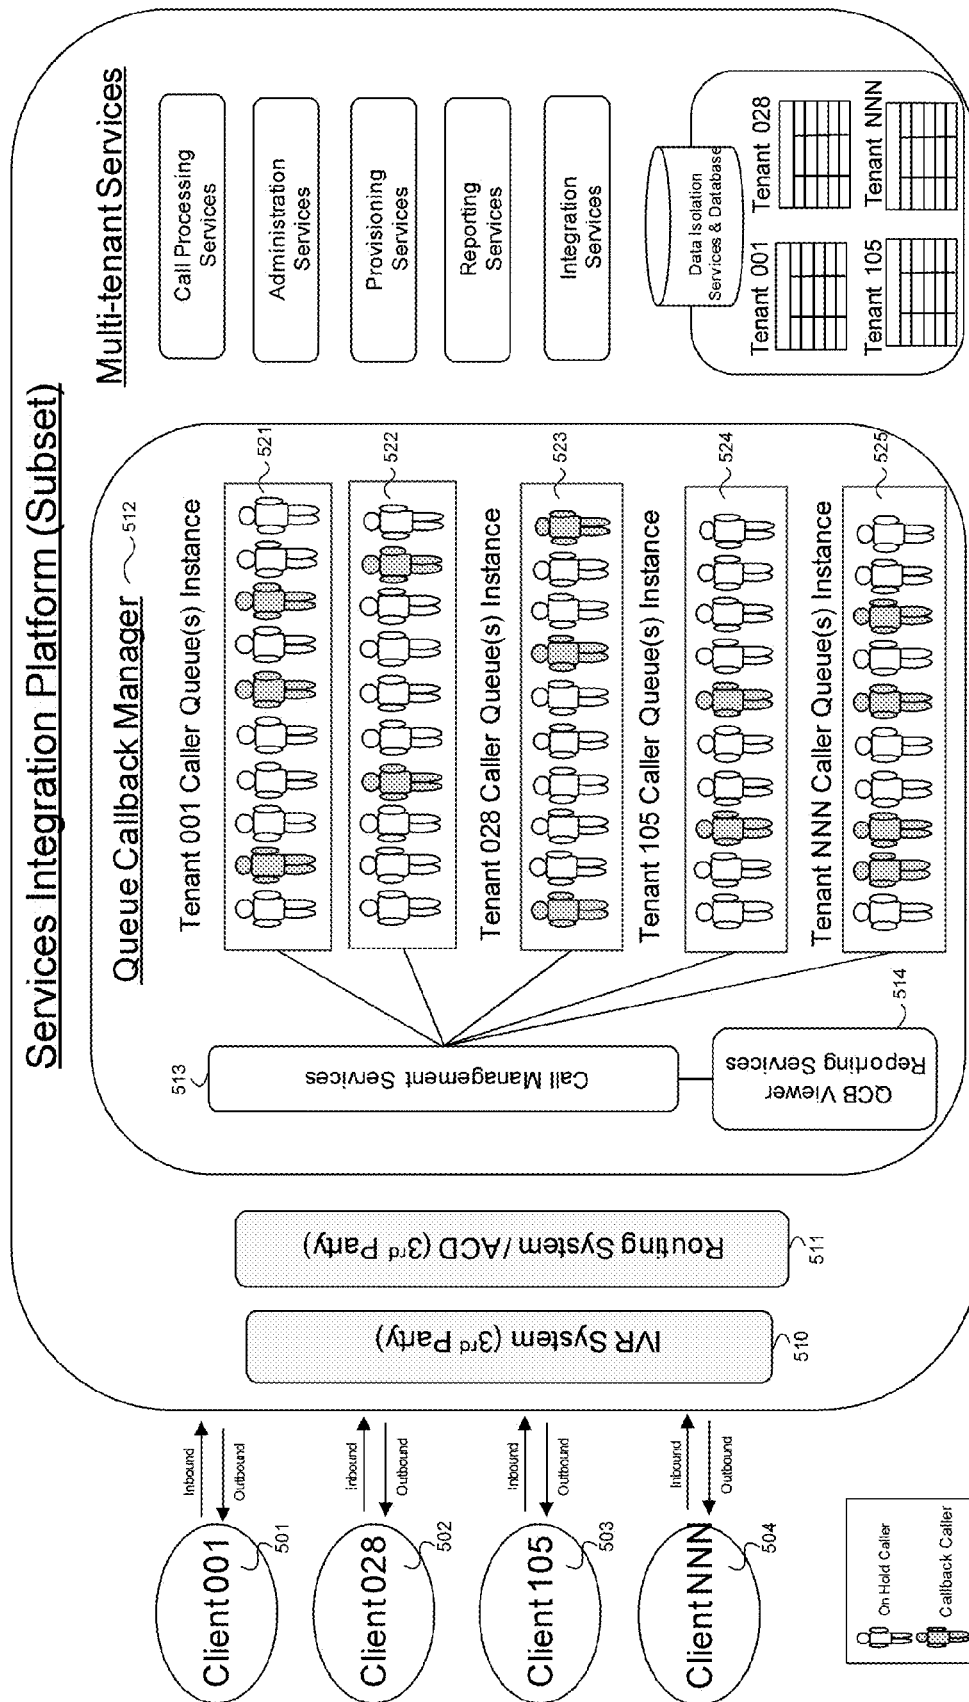 Services Integration Platform (Subset)
Queue Callback Manager
512
Multi-tenant Services
Client 001
501
Inbound
Outbound
Client 028
502
Inbound
Outbound
Client 105
503
Inbound
Outbound
Client NNN
504
Inbound
Outbound
IVR System (3rd Party)
510
Routing System / ACD (3rd Party)
511
Call Management Services
513
QCB Viewer
Reporting Services
514
Tenant 001 Caller Queue(s) Instance
521
522
Tenant 028 Caller Queue(s) Instance
523
Tenant 105 Caller Queue(s) Instance
524
Tenant NNN Caller Queue(s) Instance
525
Call Processing
Services
Administration
Services
Provisioning
Services
Reporting
Services
Integration
Services
Data Isolation
Services & Database
Tenant 001
Tenant 028
Tenant 105
Tenant NNN
On Hold Caller
Callback Caller